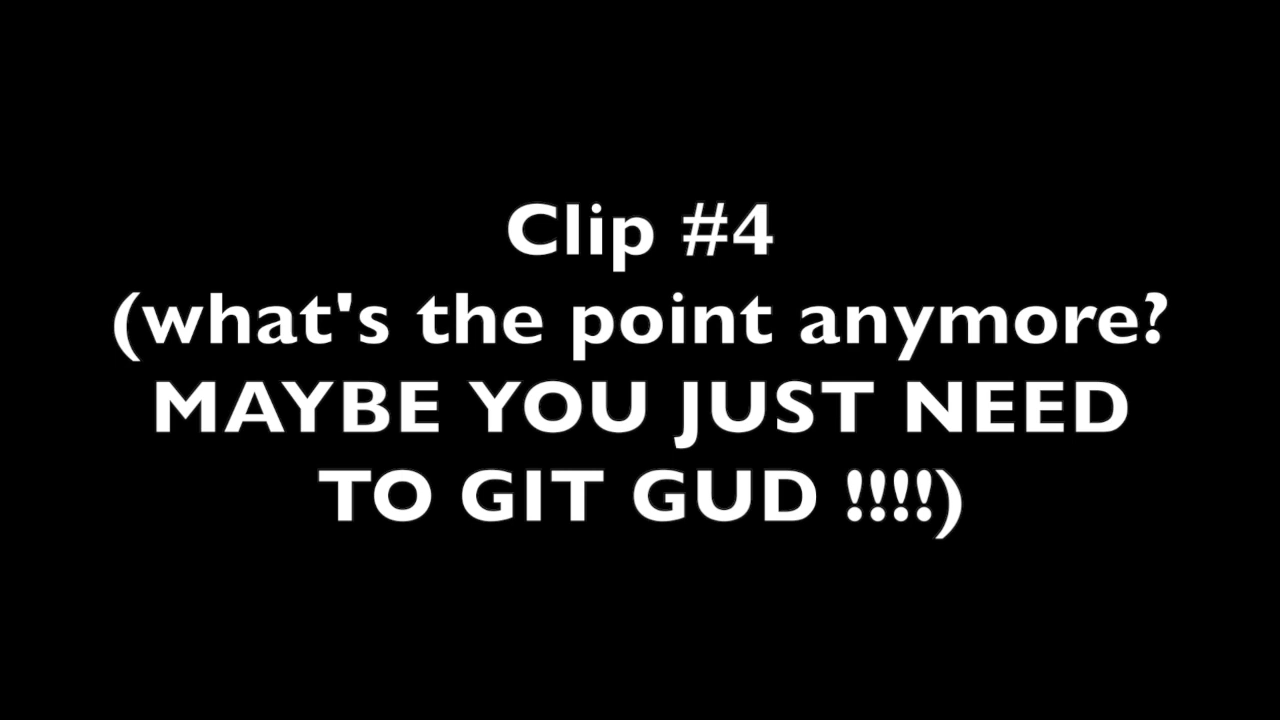 Clip #4
(what's the point anymore?
MAYBE YOU JUST NEED
TO GIT GUD !!!!)